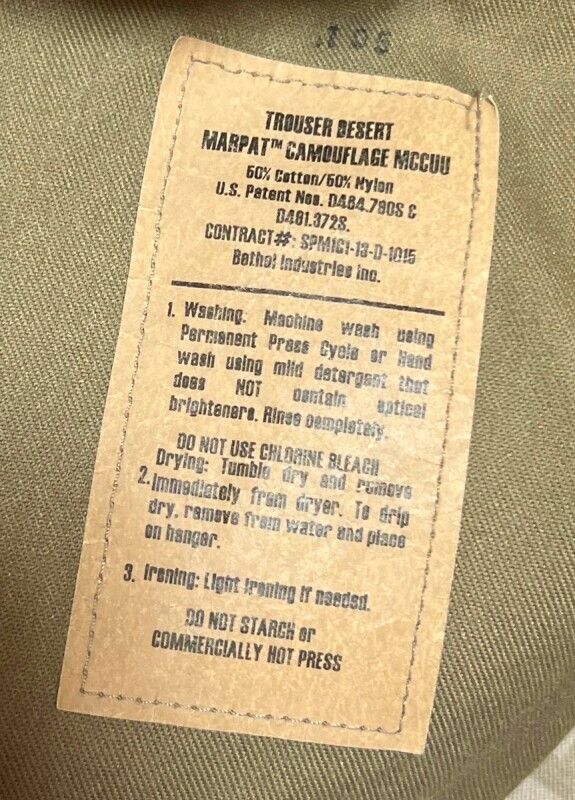 105
TROUSER DESERT
MARPAT™ CAMOUFLAGE MCCUU
50% Cotton/50% Nylon
U.S. Patent Nos. D484.790S &
D491.372S.
CONTRACT#: SPM1C1-13-D-1015
Bethel Industries Inc.
1. Washing: Machine wash using
Permanent Press Cycle or Hand
wash using mild detergent that
does NOT contain optical
brighteners. Rinse completely.
DO NOT USE CHLORINE BLEACH
Drying: Tumble dry and remove
2. immediately from dryer. To drip
dry, remove from water and place
on hanger.
3. Ironing: Light ironing if needed.
DO NOT STARCH or
COMMERCIALLY HOT PRESS